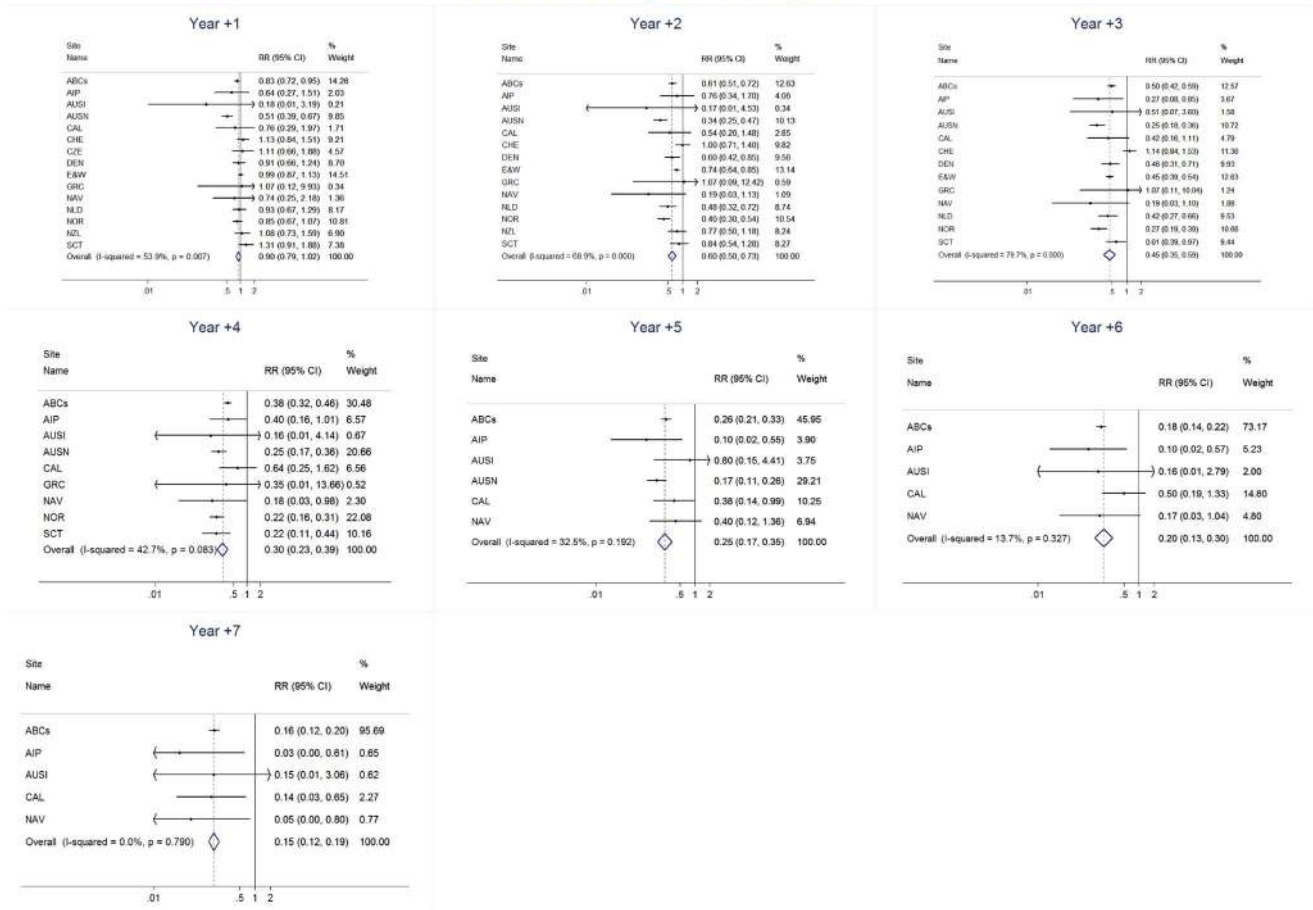 Year +1
Site %
Name RR (95% CI) Weight
ABCs 0.83 (0.72, 0.95) 14.26
AIP 0.64 (0.27, 1.51) 2.03
AUSI 0.18 (0.01, 3.19) 0.21
AUSN 0.51 (0.39, 0.67) 9.85
CAL 0.76 (0.29, 1.97) 1.71
CHE 1.13 (0.84, 1.51) 9.21
CZE 1.11 (0.66, 1.88) 4.57
DEN 0.91 (0.66, 1.24) 8.70
E&W 0.99 (0.87, 1.13) 14.51
GRC 1.07 (0.12, 9.93) 0.34
NAV 0.74 (0.25, 2.18) 1.36
NLD 0.93 (0.67, 1.29) 8.17
NOR 0.85 (0.67, 1.07) 10.81
NZL 1.08 (0.73, 1.59) 6.90
SCT 1.31 (0.91, 1.88) 7.38
Overall (I-squared = 53.9%, p = 0.007) 0.90 (0.79, 1.02) 100.00
.01 .5 1 2
Year +2
Site %
Name RR (95% CI) Weight
ABCs 0.61 (0.51, 0.72) 12.63
AIP 0.76 (0.34, 1.70) 4.06
AUSI 0.17 (0.01, 4.53) 0.34
AUSN 0.34 (0.25, 0.47) 10.13
CAL 0.54 (0.20, 1.48) 2.85
CHE 1.00 (0.71, 1.40) 9.82
DEN 0.60 (0.42, 0.85) 9.56
E&W 0.74 (0.64, 0.85) 13.14
GRC 1.07 (0.09, 12.42) 0.59
NAV 0.19 (0.03, 1.13) 1.09
NLD 0.48 (0.32, 0.72) 8.74
NOR 0.40 (0.30, 0.54) 10.54
NZL 0.77 (0.50, 1.18) 8.24
SCT 0.84 (0.54, 1.28) 8.27
Overall (I-squared = 68.9%, p = 0.000) 0.60 (0.50, 0.73) 100.00
.01 .5 1 2
Year +3
Site %
Name RR (95% CI) Weight
ABCs 0.50 (0.42, 0.59) 12.57
AIP 0.27 (0.08, 0.85) 3.67
AUSI 0.51 (0.07, 3.60) 1.58
AUSN 0.25 (0.18, 0.36) 10.72
CAL 0.42 (0.16, 1.11) 4.79
CHE 1.14 (0.84, 1.53) 11.36
DEN 0.46 (0.31, 0.71) 9.93
E&W 0.45 (0.39, 0.54) 12.63
GRC 1.07 (0.11, 10.04) 1.24
NAV 0.19 (0.03, 1.10) 1.88
NLD 0.42 (0.27, 0.66) 9.53
NOR 0.27 (0.19, 0.39) 10.66
SCT (0.39, 0.97) 9.44
Overall (I-squared = 79.7%, p = 0.000) 0.45 (0.35, 0.59) 100.00
.01 .5 1 2
Year +4
Site %
Name RR (95% CI) Weight
ABCs 0.38 (0.32, 0.46) 30.48
AIP 0.40 (0.16, 1.01) 6.57
AUSI 0.16 (0.01, 4.14) 0.67
AUSN 0.25 (0.17, 0.36) 20.66
CAL 0.64 (0.25, 1.62) 6.56
GRC 0.35 (0.01, 13.66) 0.52
NAV 0.18 (0.03, 0.98) 2.30
NOR 0.22 (0.16, 0.31) 22.08
SCT 0.22 (0.11, 0.44) 10.16
Overall (I-squared = 42.7%, p = 0.083) 0.30 (0.23, 0.39) 100.00
.01 .5 1 2
Year +5
Site %
Name RR (95% CI) Weight
ABCs 0.26 (0.21, 0.33) 45.95
AIP 0.10 (0.02, 0.55) 3.90
AUSI 0.80 (0.15, 4.41) 3.75
AUSN 0.17 (0.11, 0.26) 29.21
CAL 0.38 (0.14, 0.99) 10.25
NAV 0.40 (0.12, 1.36) 6.94
Overall (I-squared = 32.5%, p = 0.192) 0.25 (0.17, 0.35) 100.00
.01 .5 1 2
Year +6
Site %
Name RR (95% CI) Weight
ABCs 0.18 (0.14, 0.22) 73.17
AIP 0.10 (0.02, 0.57) 5.23
AUSI 0.16 (0.01, 2.79) 2.00
CAL 0.50 (0.19, 1.33) 14.80
NAV 0.17 (0.03, 1.04) 4.80
Overall (I-squared = 13.7%, p = 0.327) 0.20 (0.13, 0.30) 100.00
.01 .5 1 2
Year +7
Site %
Name RR (95% CI) Weight
ABCs 0.16 (0.12, 0.20) 95.69
AIP 0.03 (0.00, 0.61) 0.65
AUSI 0.15 (0.01, 3.06) 0.62
CAL 0.14 (0.03, 0.65) 2.27
NAV 0.05 (0.00, 0.80) 0.77
Overall (I-squared = 0.0%, p = 0.790) 0.15 (0.12, 0.19) 100.00
.01 .5 1 2